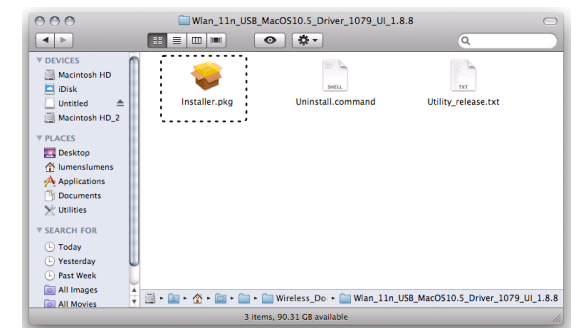 Wlan_11n_USB_MacOS10.5_Driver_1079_UI_1.8.8
DEVICES
Macintosh HD
iDisk
Untitled
Macintosh HD_2
PLACES
Desktop
lumenslumens
Applications
Documents
Utilities
SEARCH FOR
Today
Yesterday
Past Week
All Images
All Movies
Installer.pkg
SHELL
Uninstall.command
TXT
Utility_release.txt
Wireless_Do Wlan_11n_USB_MacOS10.5_Driver_1079_UI_1.8.8
3 items, 90.31 GB available